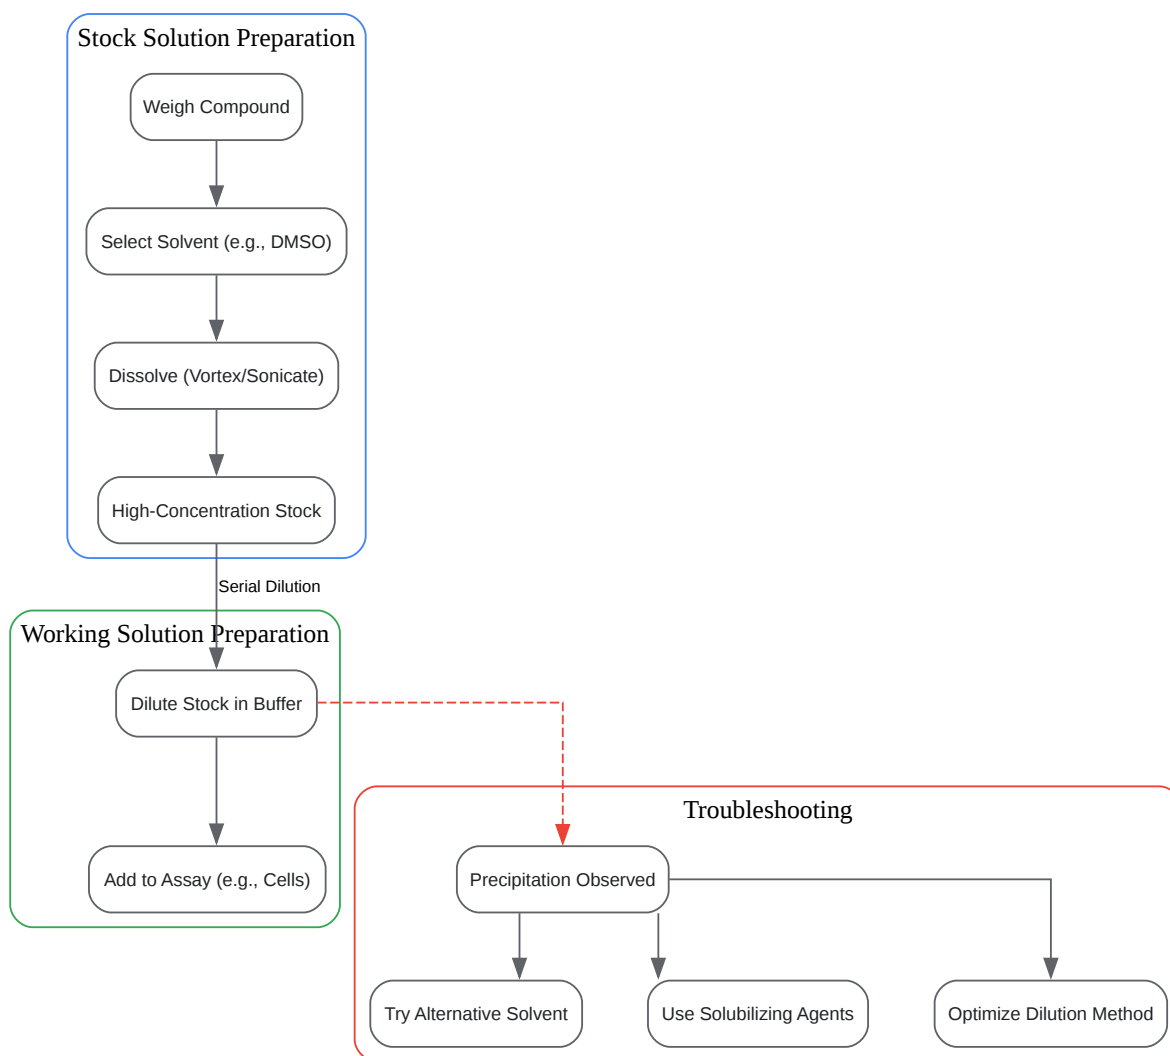 Stock Solution Preparation
Weigh Compound
Select Solvent (e.g., DMSO)
Dissolve (Vortex/Sonicate)
High-Concentration Stock
Serial Dilution
Working Solution Preparation
Dilute Stock in Buffer
Add to Assay (e.g., Cells)
Troubleshooting
Precipitation Observed
Try Alternative Solvent
Use Solubilizing Agents
Optimize Dilution Method